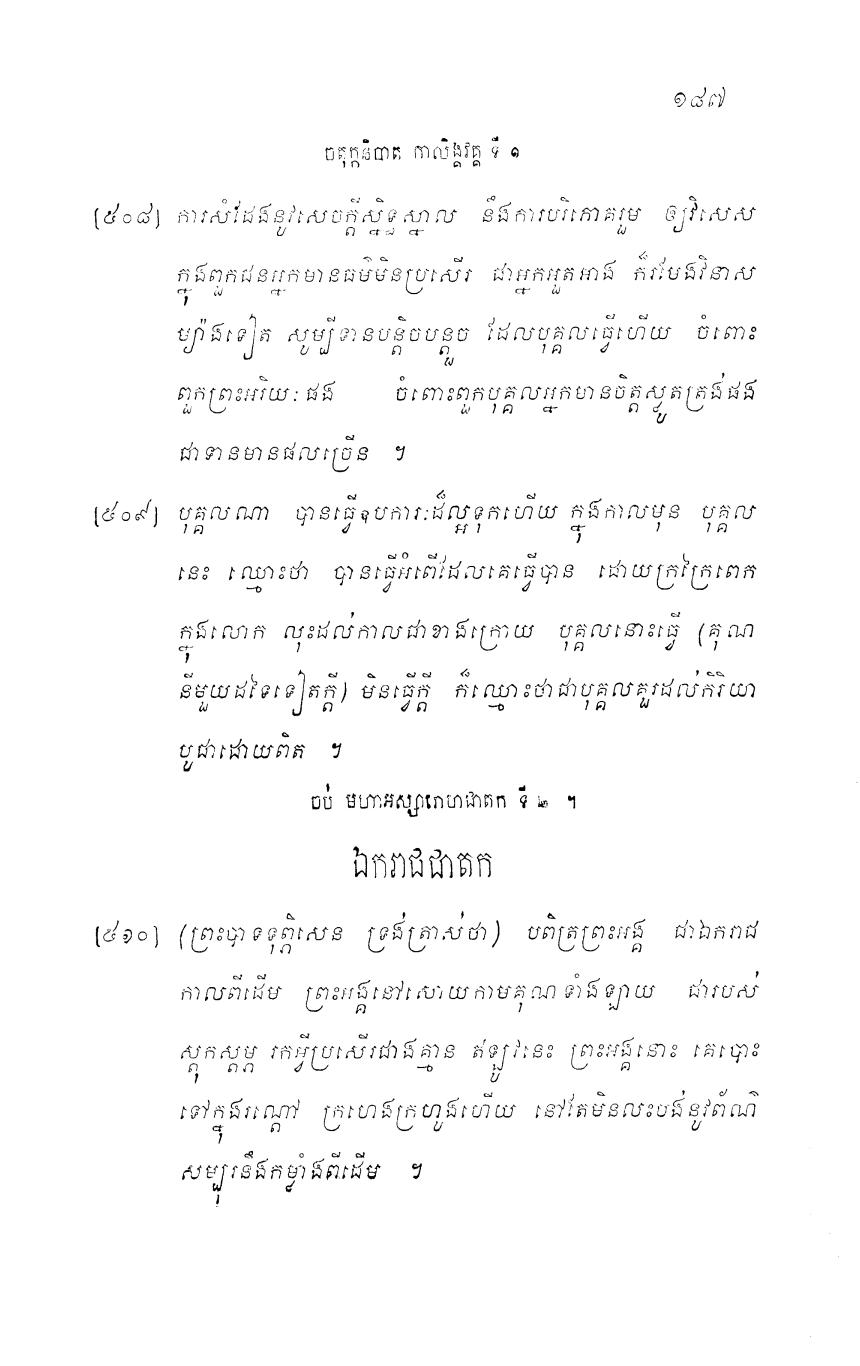 ១៨៧
ចតុក្កនិបាត កាលិង្គវគ្គ ទី ១
[៥០៨] ការសំដែងនូវសេចក្តីស្និទ្ធស្នាល នឹងការបរិភោគរួម ឲ្យវិសេស
ក្នុងពួកជនអ្នកមានធម៌មិនប្រសើរ ជាអ្នកអួតអាង ក៏រមែងវិនាស
ម្យ៉ាងទៀត សូម្បីទានបន្តិចបន្តួច ដែលបុគ្គលធ្វើហើយ ចំពោះ
ពួកព្រះអរិយៈផង ចំពោះពួកបុគ្គលអ្នកមានចិត្តស្លូតត្រង់ផង
ជាទានមានផលច្រើន ។
[៥០៩] បុគ្គលណា បានធ្វើឧបការៈដ៏ល្អទុកហើយ ក្នុងកាលមុន បុគ្គល
នេះ ឈ្មោះថា បានធ្វើអំពើដែលគេធ្វើបាន ដោយក្រក្រៃពេក
ក្នុងលោក លុះដល់កាលជាខាងក្រោយ បុគ្គលនោះធ្វើ (គុណ
នីមួយដទៃទៀតក្តី) មិនធ្វើក្តី ក៏ឈ្មោះថាជាបុគ្គលគួរដល់កិរិយា
បូជាដោយពិត ។
ចប់ មហាអស្សារោហជាតក ទី ២ ។
ឯករាជជាតក
[៥១០] (ព្រះបាទទុព្ភិសេន ទ្រង់ត្រាស់ថា) បពិត្រព្រះអង្គ ជាឯករាជ
កាលពីដើម ព្រះអង្គនៅសោយកាមគុណទាំងឡាយ ជារបស់
ស្តុកស្តម្ភ រកអ្វីប្រសើរជាងគ្មាន ឥឡូវនេះ ព្រះអង្គនោះ គេបោះ
ទៅក្នុងរណ្តៅ ក្រហេងក្រហូងហើយ នៅតែមិនលះបង់នូវព័ណ៌
សម្បុរនឹងកម្លាំងពីដើម ។